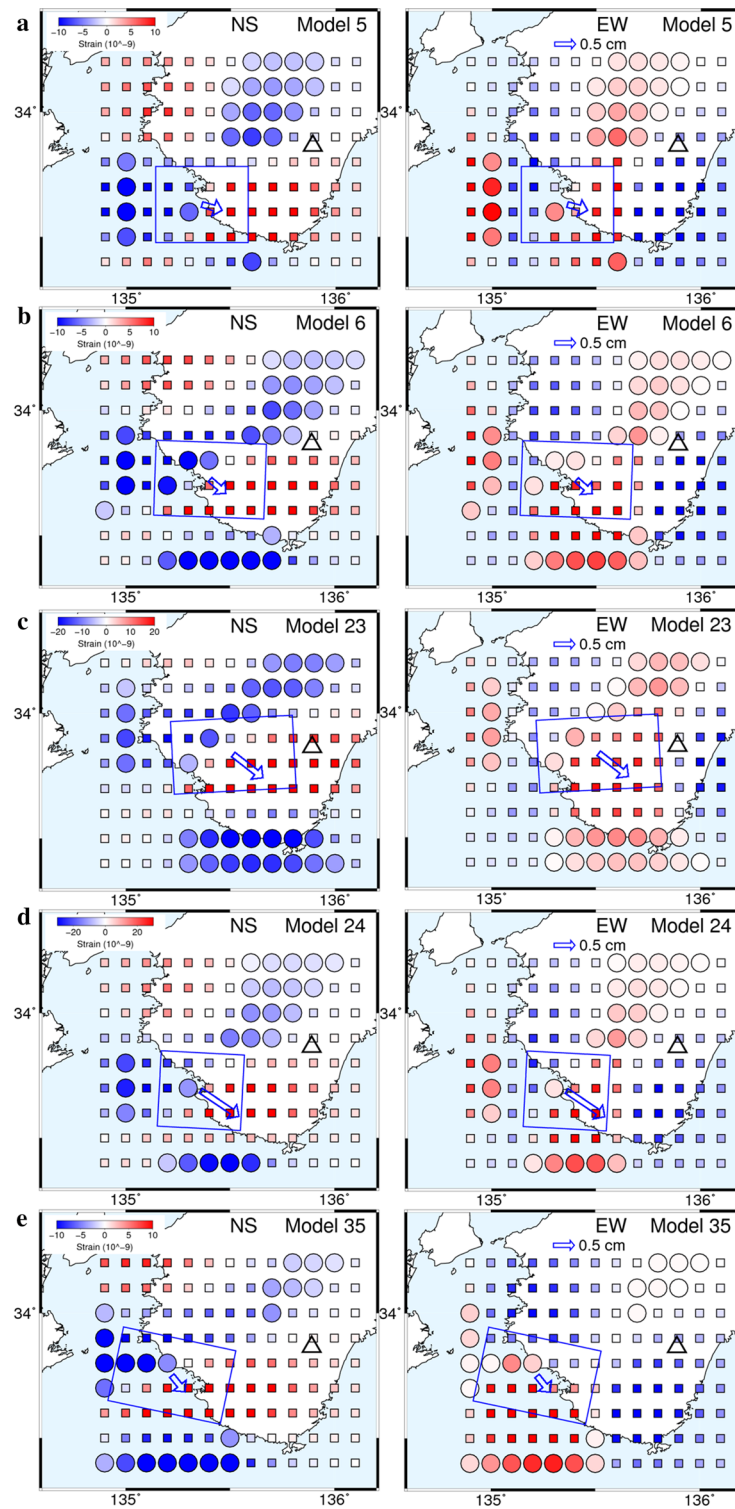 a
NS Model 5
EW Model 5
−10 −5 0 5 10
Strain (10^−9)
0.5 cm
34˚
135˚ 136˚
135˚ 136˚
b
NS Model 6
EW Model 6
−10 −5 0 5 10
Strain (10^−9)
0.5 cm
34˚
135˚ 136˚
135˚ 136˚
c
NS Model 23
EW Model 23
−20 −10 0 10 20
Strain (10^−9)
0.5 cm
34˚
135˚ 136˚
135˚ 136˚
d
NS Model 24
EW Model 24
−20 0 20
Strain (10^−9)
0.5 cm
34˚
135˚ 136˚
135˚ 136˚
e
NS Model 35
EW Model 35
−10 −5 0 5 10
Strain (10^−9)
0.5 cm
34˚
135˚ 136˚
135˚ 136˚